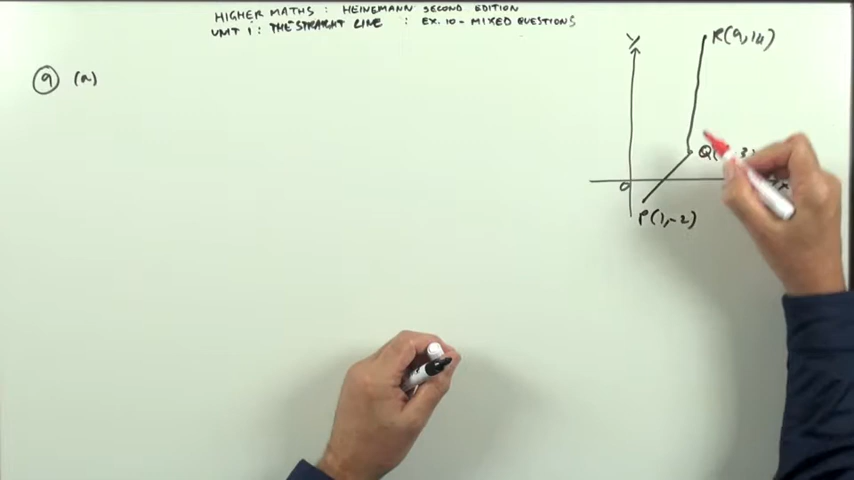 HIGHER MATHS : HEINEMANN SECOND EDITION
UNIT 1 : THE STRAIGHT LINE : EX. 10 - MIXED QUESTIONS
9 (a)
Y
R(9,14)
Q( 3)
x
O
P(1,-2)